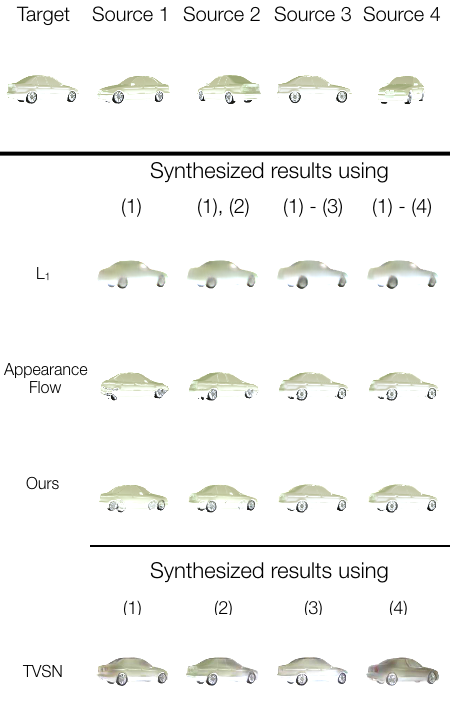 Target Source 1 Source 2 Source 3 Source 4
Synthesized results using
(1) (1), (2) (1) - (3) (1) - (4)
L₁
Appearance
Flow
Ours
Synthesized results using
(1) (2) (3) (4)
TVSN